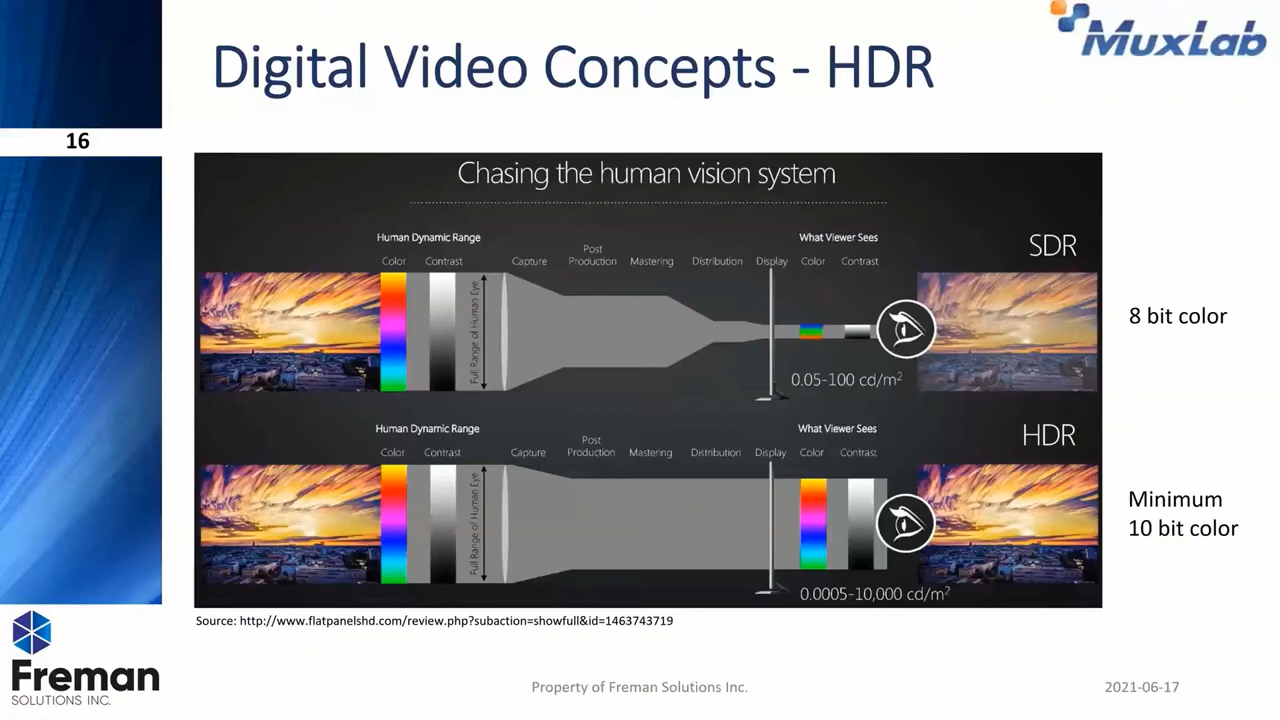 MuxLab
Digital Video Concepts - HDR
16
Chasing the human vision system
SDR
Human Dynamic Range
What Viewer Sees
Color
Contrast
Capture
Post
Production
Mastering
Distribution
Display
Color
Contrast
Full Range of Human Eye
0.05-100 cd/m²
8 bit color
HDR
Human Dynamic Range
What Viewer Sees
Color
Contrast
Capture
Post
Production
Mastering
Distribution
Display
Color
Contrast
Full Range of Human Eye
0.0005-10,000 cd/m²
Minimum
10 bit color
Source: http://www.flatpanelshd.com/review.php?subaction=showfull&id=1463743719
Freman
SOLUTIONS INC.
Property of Freman Solutions Inc.
2021-06-17